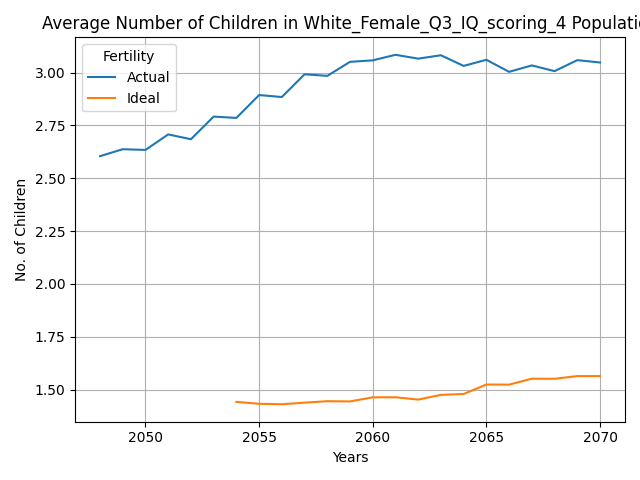 Average Number of Children in White_Female_Q3_IQ_scoring_4 Populatio
Fertility
Actual
Ideal
3.00
2.75
2.50
2.25
2.00
1.75
1.50
No. of Children
2050
2055
2060
2065
2070
Years